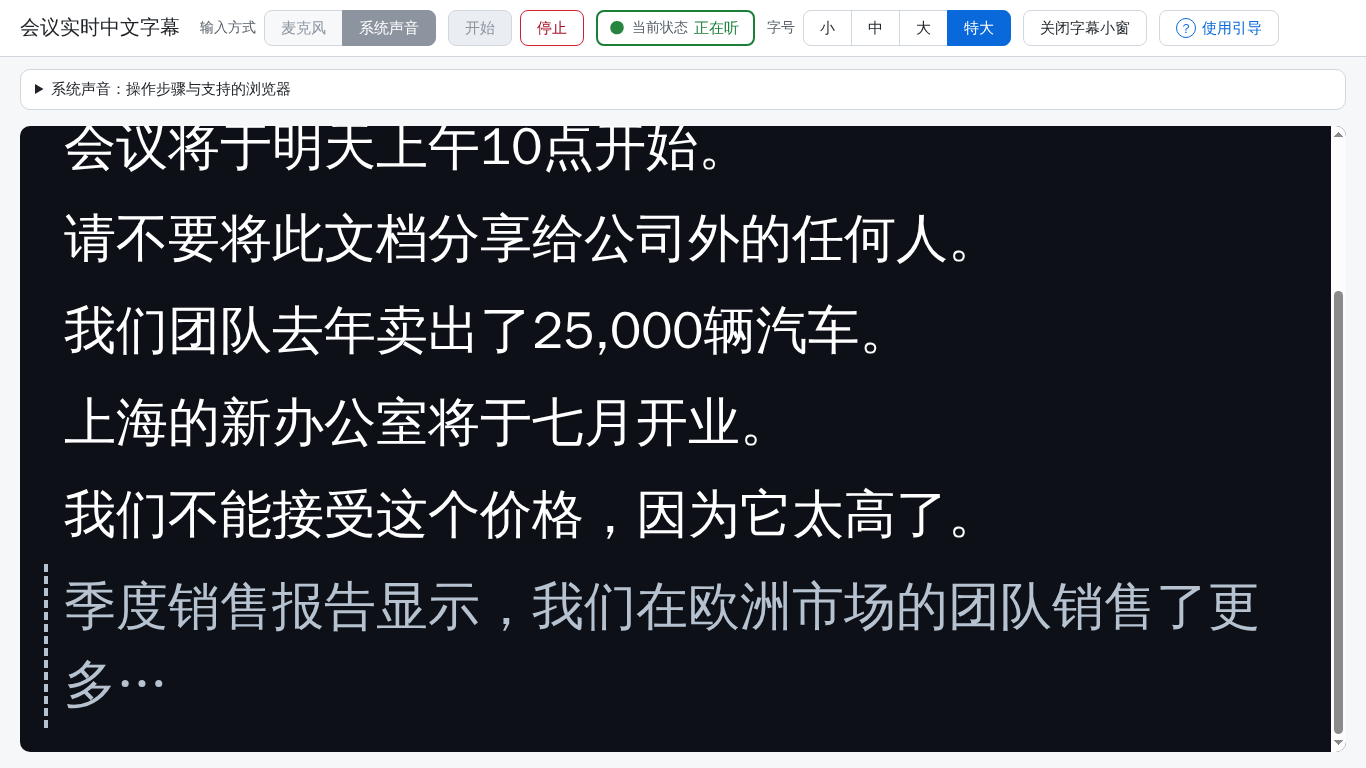 会议实时中文字幕 输入方式 麦克风 系统声音 开始 停止 当前状态 正在听 字号 小 中 大 特大 关闭字幕小窗 ? 使用引导
系统声音：操作步骤与支持的浏览器
会议将于明天上午10点开始。
请不要将此文档分享给公司外的任何人。
我们团队去年卖出了25,000辆汽车。
上海的新办公室将于七月开业。
我们不能接受这个价格，因为它太高了。
季度销售报告显示，我们在欧洲市场的团队销售了更
多…